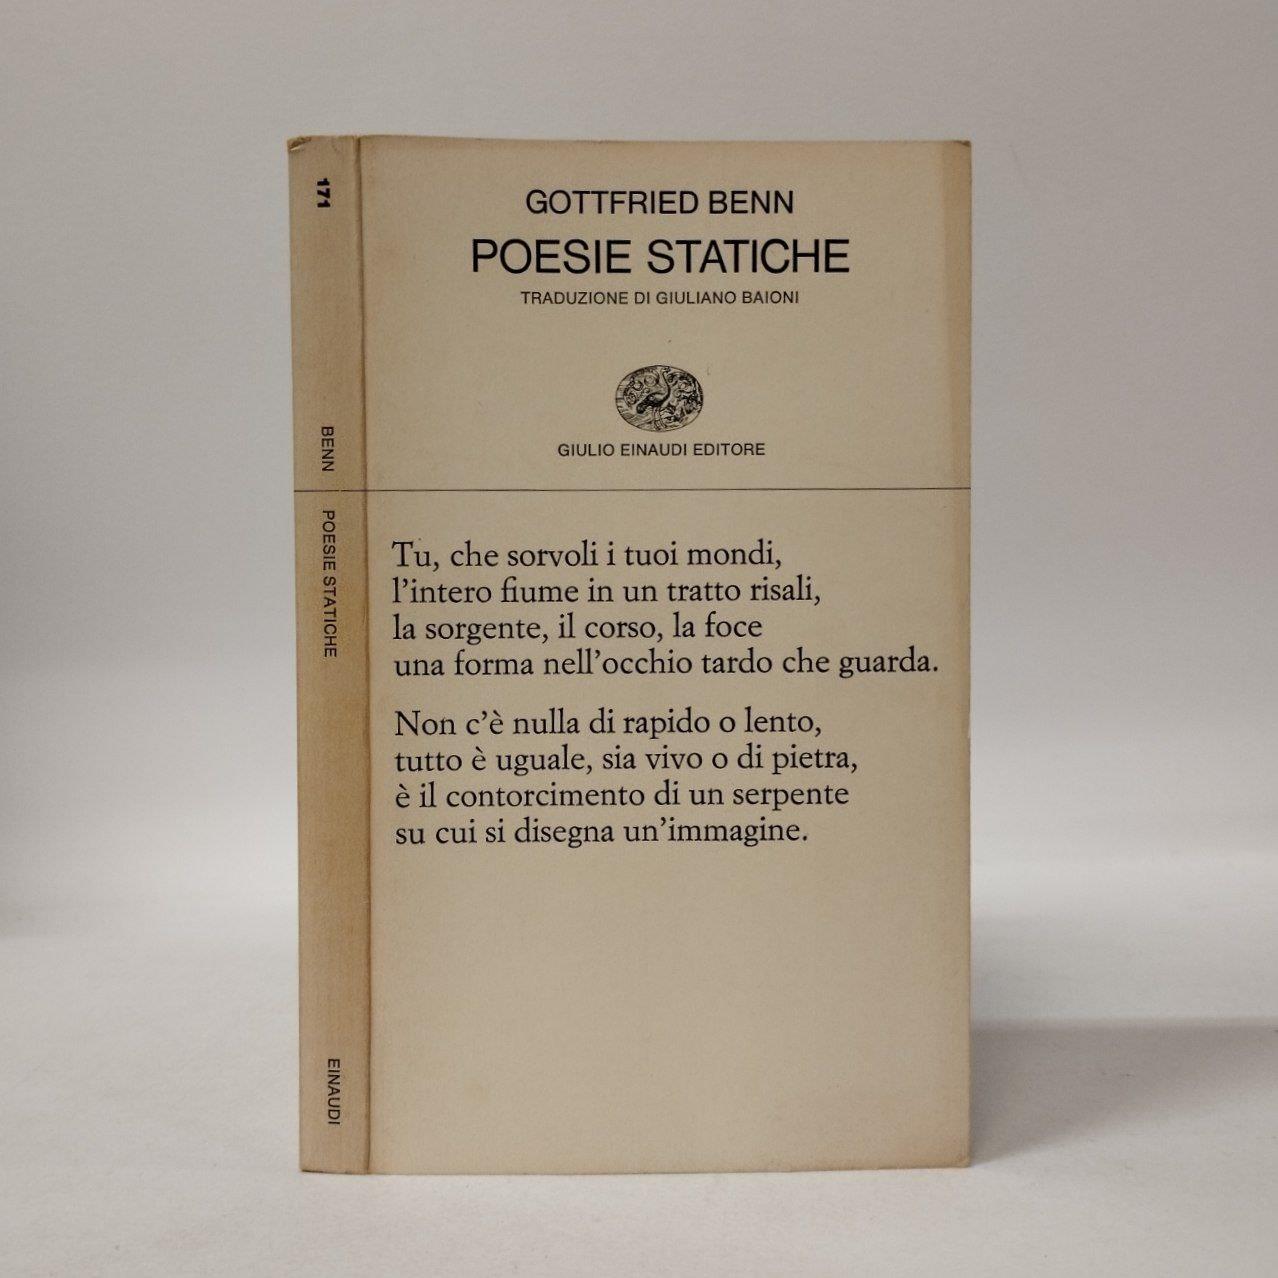 171
BENN
POESIE STATICHE
EINAUDI
GOTTFRIED BENN
POESIE STATICHE
TRADUZIONE DI GIULIANO BAIONI
GIULIO EINAUDI EDITORE
Tu, che sorvoli i tuoi mondi,
l'intero fiume in un tratto risali,
la sorgente, il corso, la foce
una forma nell'occhio tardo che guarda.
Non c'è nulla di rapido o lento,
tutto è uguale, sia vivo o di pietra,
è il contorcimento di un serpente
su cui si disegna un'immagine.